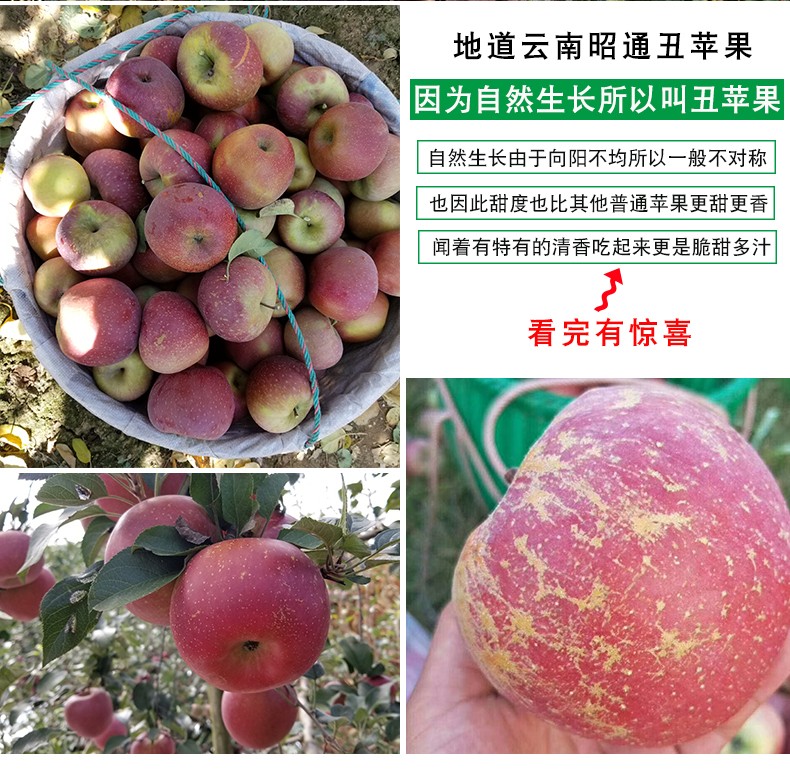 地道云南昭通丑苹果
因为自然生长所以叫丑苹果
自然生长由于向阳不均所以一般不对称
也因此甜度也比其他普通苹果更甜更香
闻着有特有的清香吃起来更是脆甜多汁
看完有惊喜